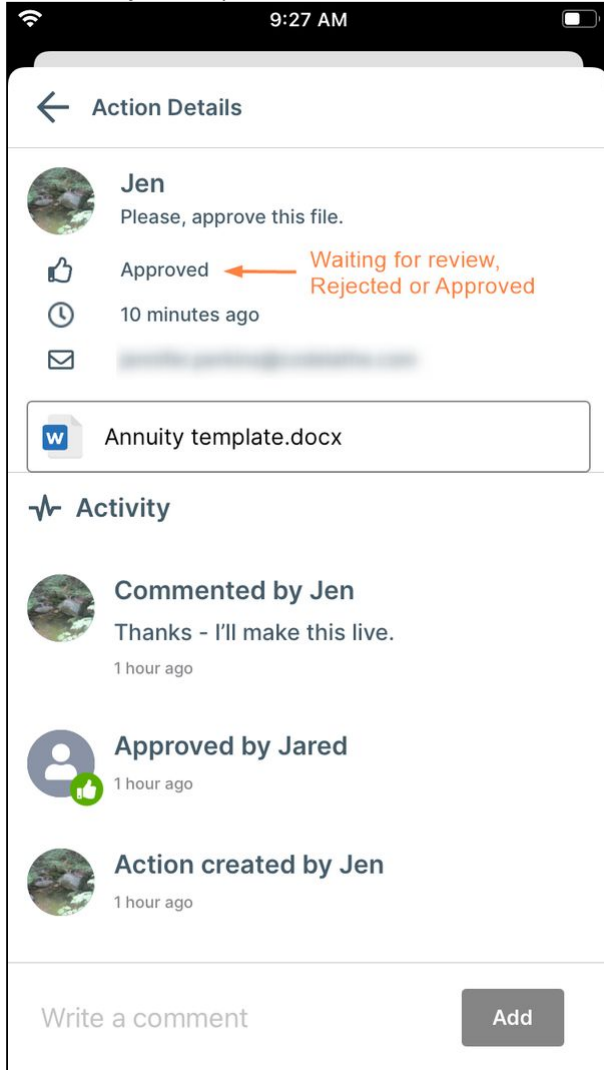 9:27 AM
Action Details
Jen
Please, approve this file.
Approved
Waiting for review,
Rejected or Approved
10 minutes ago
W
Annuity template.docx
Activity
Commented by Jen
Thanks - I'll make this live.
1 hour ago
Approved by Jared
1 hour ago
Action created by Jen
1 hour ago
Write a comment
Add